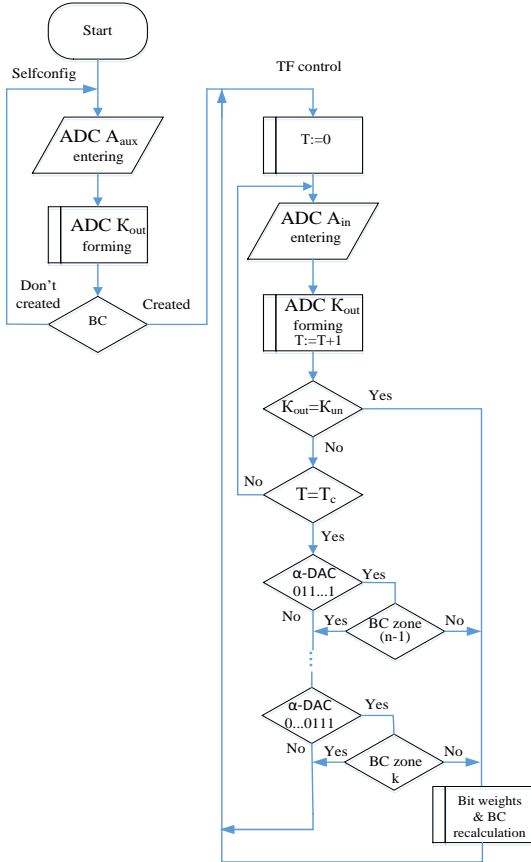 Start
Selfconfig
TF control
ADC Aaux
entering
T:=0
ADC Kout
forming
ADC Ain
entering
Don't
created
Created
BC
ADC Kout
forming
T:=T+1
Kout=Kun
Yes
No
No
T=Tc
Yes
α-DAC
011...1
Yes
No
Yes
BC zone
(n-1)
No
⋮
α-DAC
0...0111
Yes
No
Yes
BC zone
k
No
Bit weights
& BC
recalculation